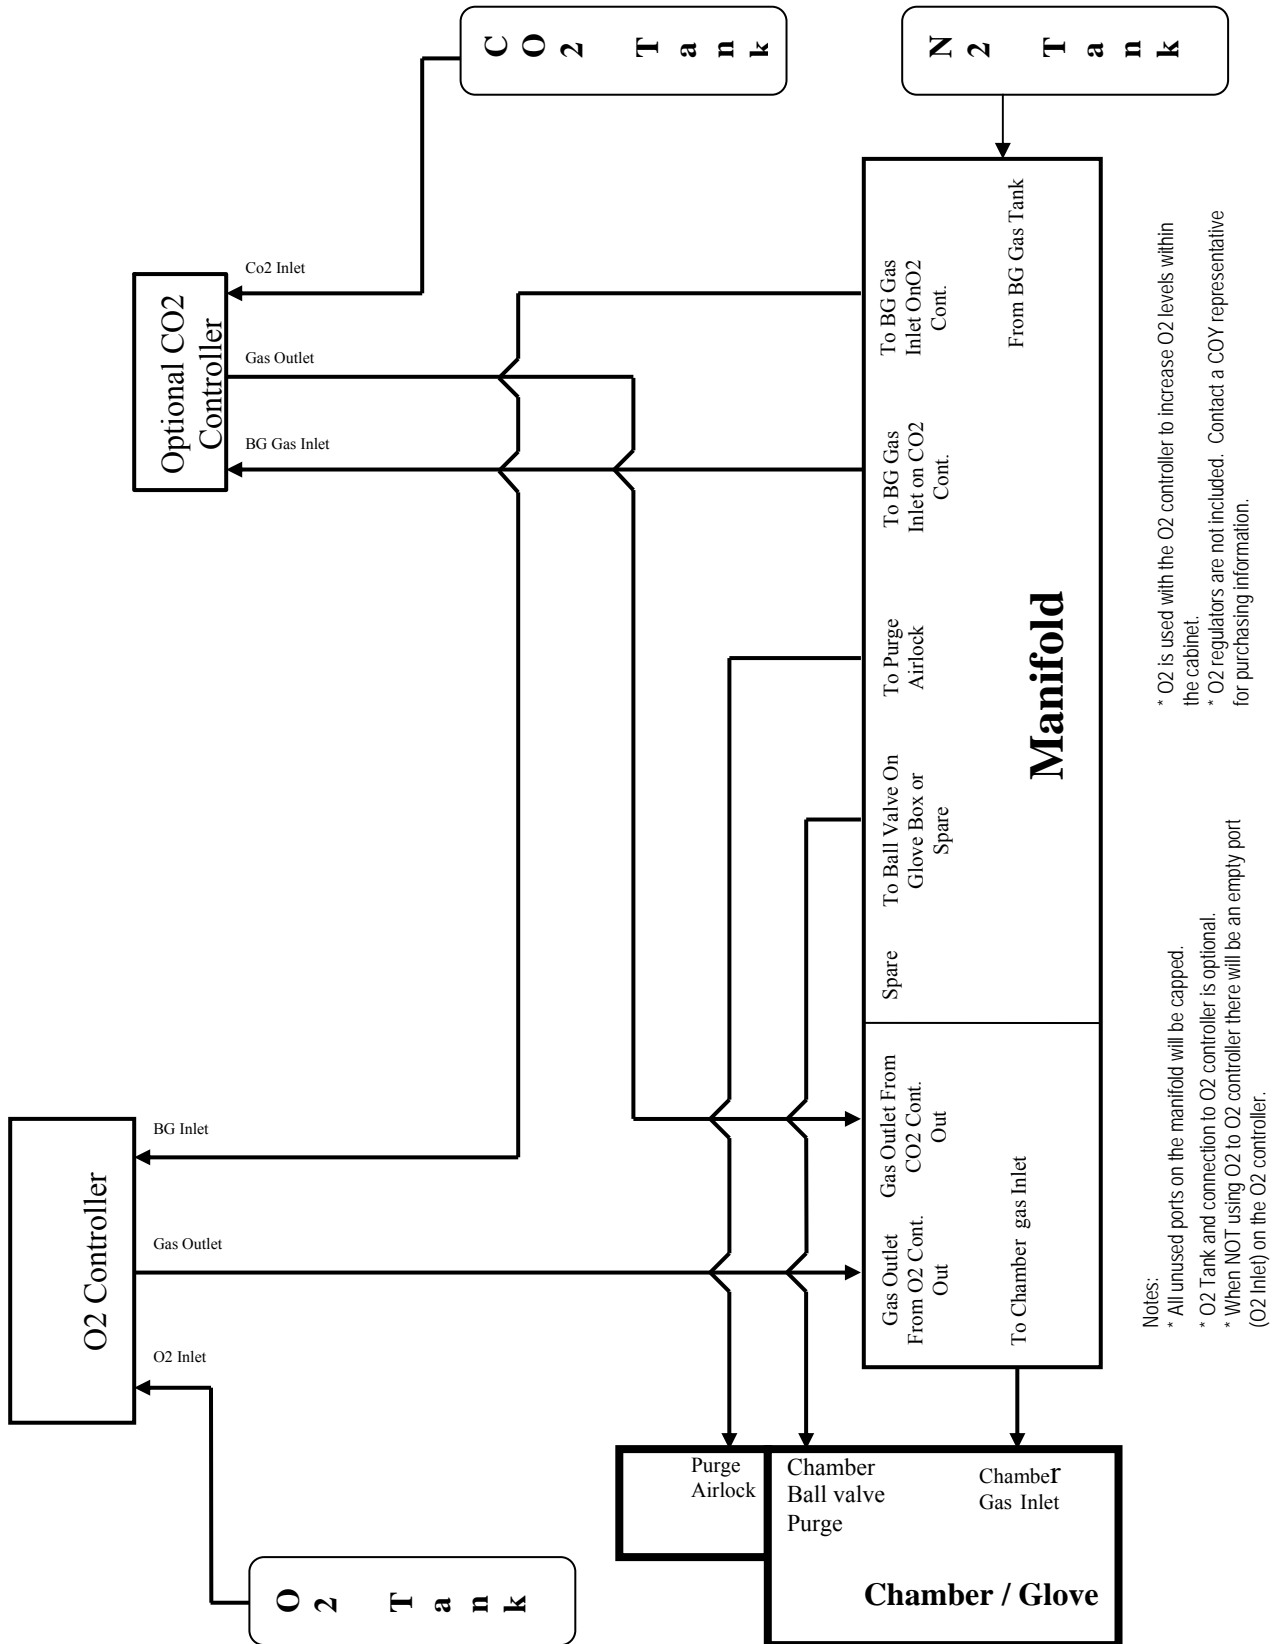 CO2 Tank
N2 Tank
Optional CO2
Controller
Co2 Inlet
Gas Outlet
BG Gas Inlet
O2 Controller
BG Inlet
Gas Outlet
O2 Inlet
O2 Tank
From BG Gas Tank
To BG Gas
Inlet OnO2
Cont.
To BG Gas
Inlet on CO2
Cont.
To Purge
Airlock
To Ball Valve On
Glove Box or
Spare
Spare
Manifold
Gas Outlet From
CO2 Cont.
Out
Gas Outlet
From O2 Cont.
Out
To Chamber gas Inlet
Purge
Airlock
Chamber
Ball valve
Purge
Chamber
Gas Inlet
Chamber / Glove
Notes:
* All unused ports on the manifold will be capped.
* O2 Tank and connection to O2 controller is optional.
* When NOT using O2 to O2 controller there will be an empty port
(O2 Inlet) on the O2 controller.
* O2 is used with the O2 controller to increase O2 levels within
the cabinet.
* O2 regulators are not included. Contact a COY representative
for purchasing information.